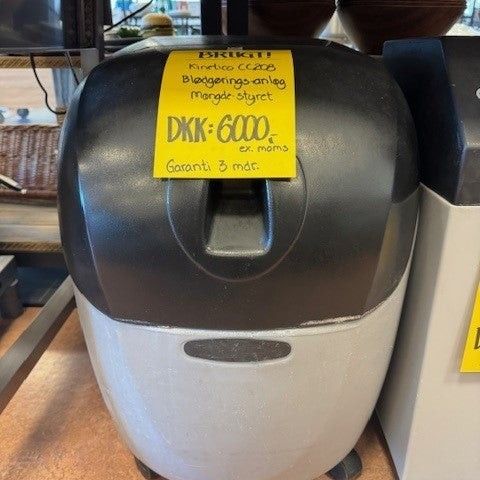 BRUGT!
Kinetico CC208
Blødgørings-anlæg
Mængde-styret
DKK: 6000,-
ex. moms
Garanti 3 mdr.